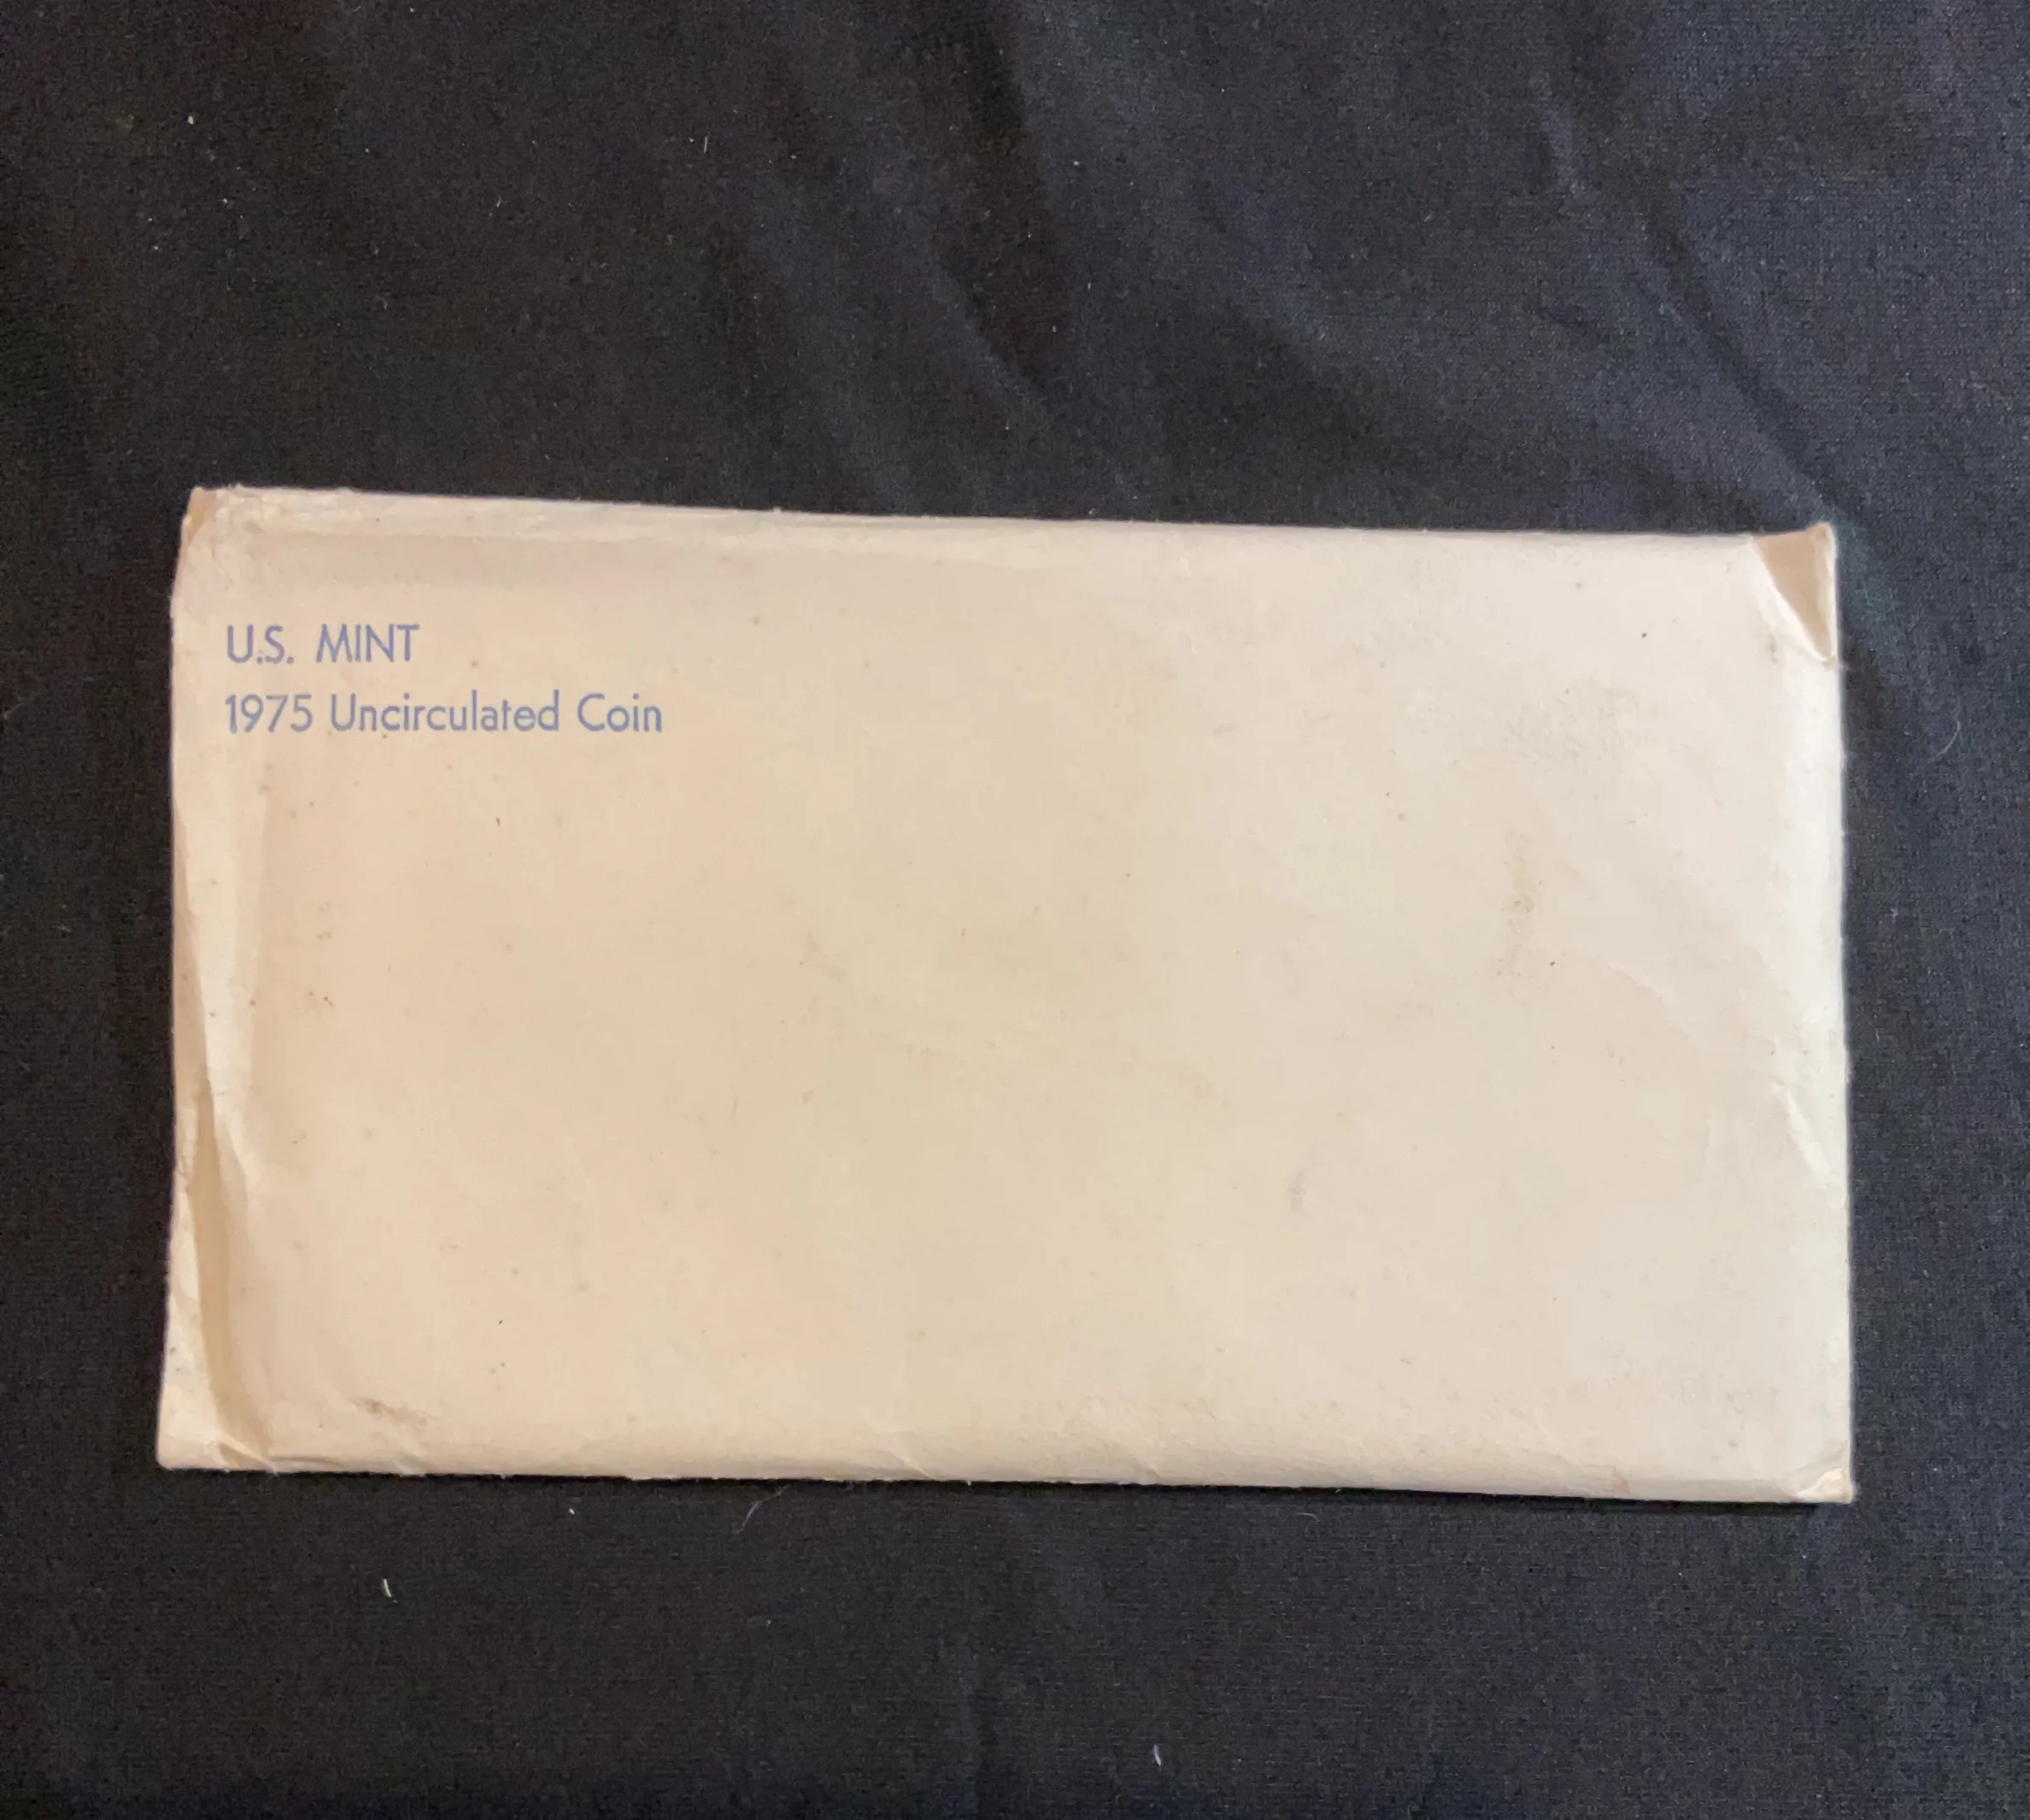 U.S. MINT
1975 Uncirculated Coin